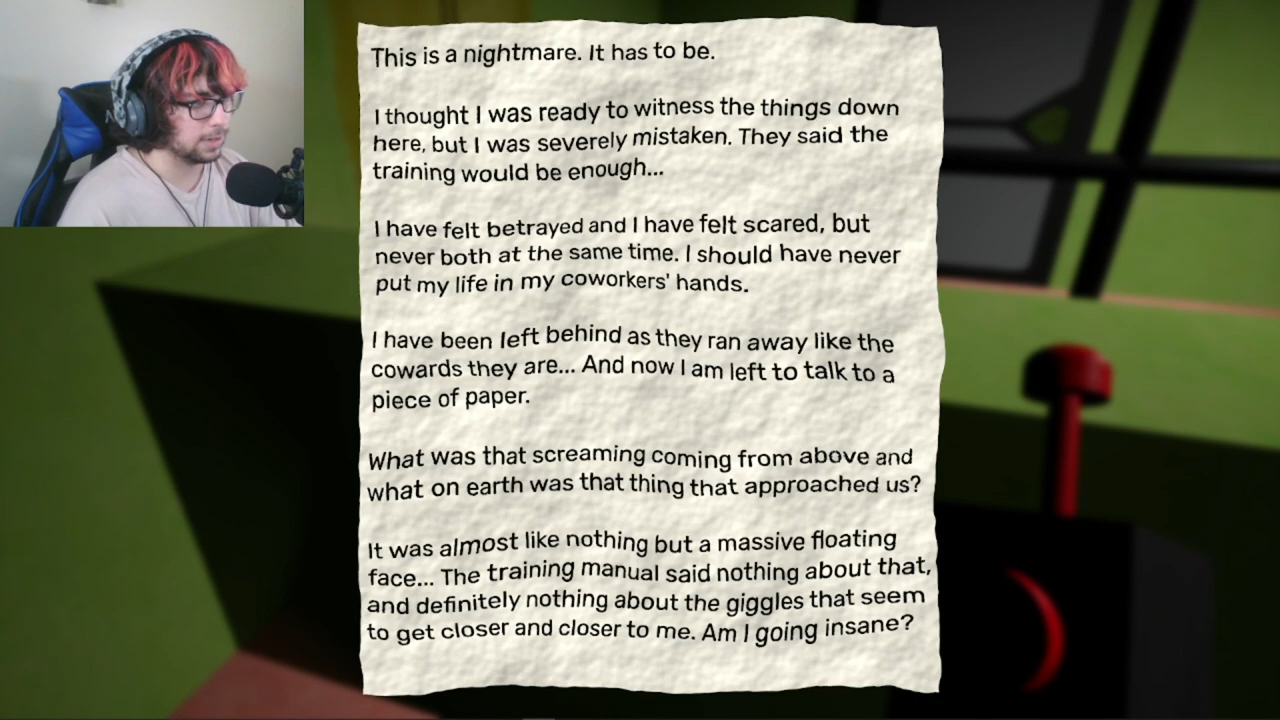 This is a nightmare. It has to be.
I thought I was ready to witness the things down
here, but I was severely mistaken. They said the
training would be enough...
I have felt betrayed and I have felt scared, but
never both at the same time. I should have never
put my life in my coworkers' hands.
I have been left behind as they ran away like the
cowards they are... And now I am left to talk to a
piece of paper.
What was that screaming coming from above and
what on earth was that thing that approached us?
It was almost like nothing but a massive floating
face... The training manual said nothing about that,
and definitely nothing about the giggles that seem
to get closer and closer to me. Am I going insane?